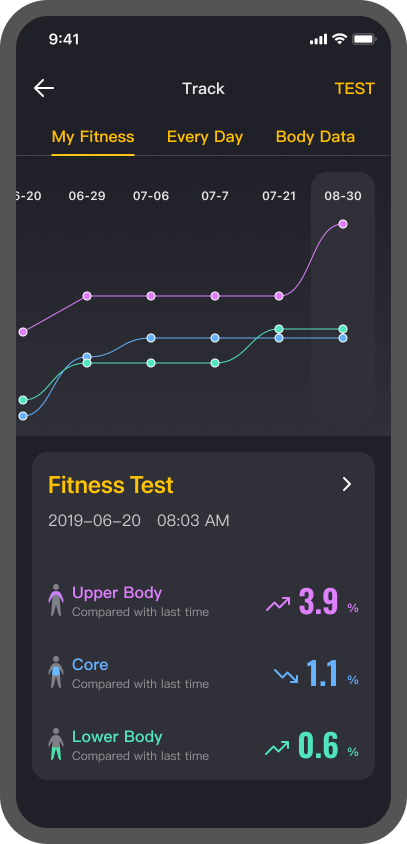 9:41
Track
TEST
My Fitness Every Day Body Data
6-20 06-29 07-06 07-7 07-21 08-30
Fitness Test
2019-06-20 08:03 AM
Upper Body
Compared with last time
3.9 %
Core
Compared with last time
1.1 %
Lower Body
Compared with last time
0.6 %